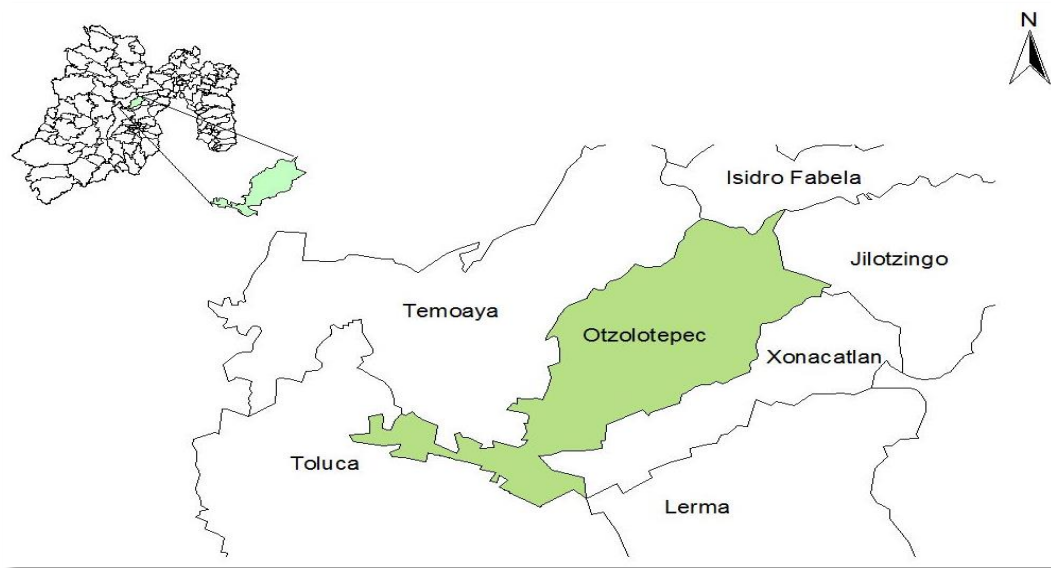 N
Isidro Fabela
Jilotzingo
Temoaya
Otzolotepec
Xonacatlan
Toluca
Lerma